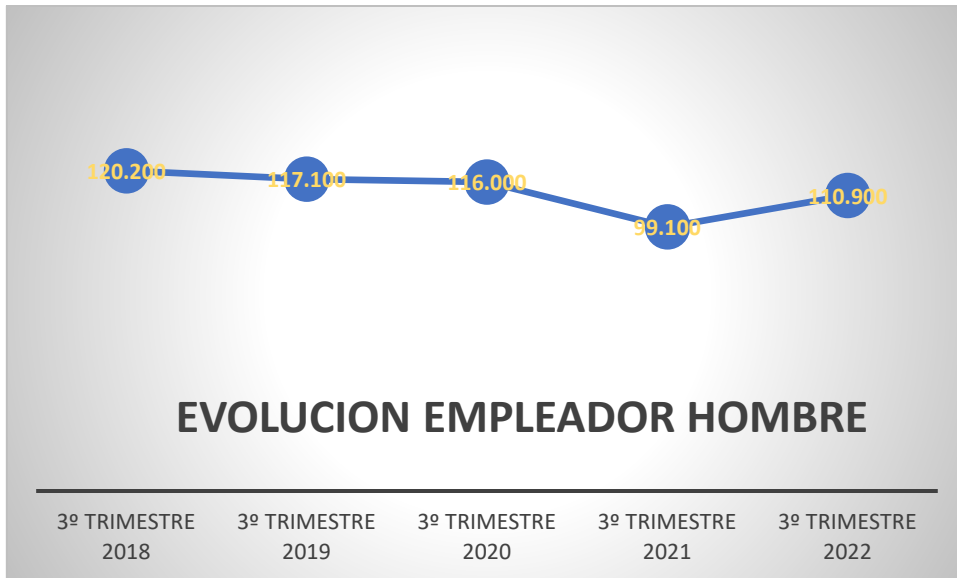 120.200
117.100
116.000
99.100
110.900
EVOLUCION EMPLEADOR HOMBRE
3º TRIMESTRE
2018
3º TRIMESTRE
2019
3º TRIMESTRE
2020
3º TRIMESTRE
2021
3º TRIMESTRE
2022